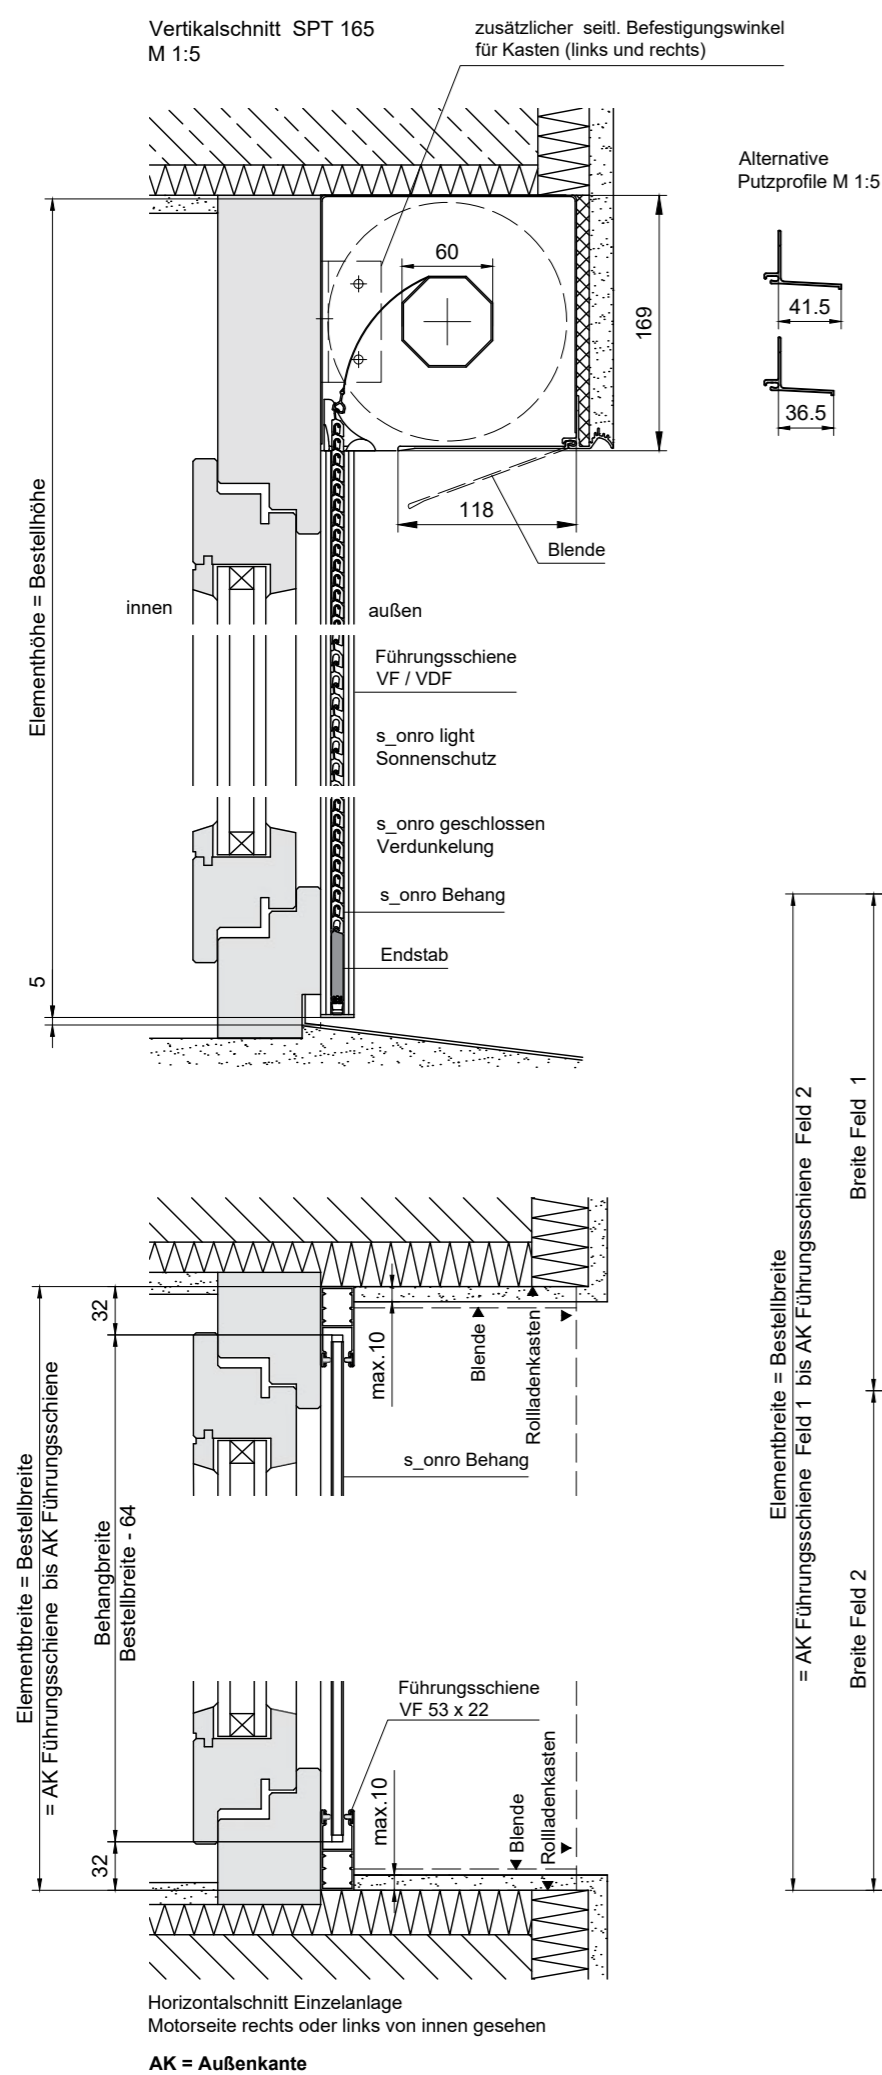 Vertikalschnitt SPT 165
M 1:5
zusätzlicher seitl. Befestigungswinkel
für Kasten (links und rechts)
Alternative
Putzprofile M 1:5
60
169
41.5
36.5
118
Blende
Elementhöhe = Bestellhöhe
innen
außen
Führungsschiene
VF / VDF
s_onro light
Sonnenschutz
s_onro geschlossen
Verdunkelung
s_onro Behang
Endstab
5
Elementbreite = Bestellbreite
= AK Führungsschiene Feld 1 bis AK Führungsschiene Feld 2
Breite Feld 1
Breite Feld 2
32
max.10
Blende
Rollladenkasten
s_onro Behang
Elementbreite = Bestellbreite
= AK Führungsschiene bis AK Führungsschiene
Behangbreite
Bestellbreite - 64
Führungsschiene
VF 53 x 22
32
max.10
Blende
Rollladenkasten
Horizontalschnitt Einzelanlage
Motorseite rechts oder links von innen gesehen
AK = Außenkante